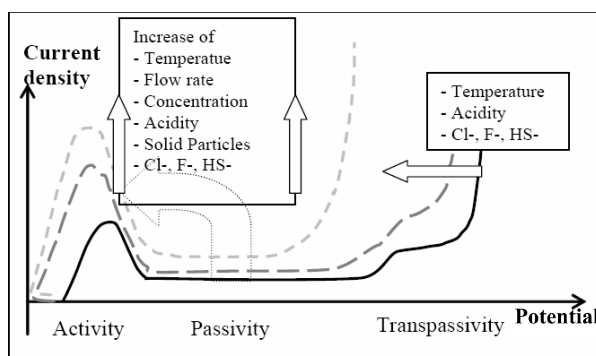 Current
density
Increase of
- Temperatue
- Flow rate
- Concentration
- Acidity
- Solid Particles
- Cl-, F-, HS-
- Temperature
- Acidity
- Cl-, F-, HS-
Potential
Activity
Passivity
Transpassivity